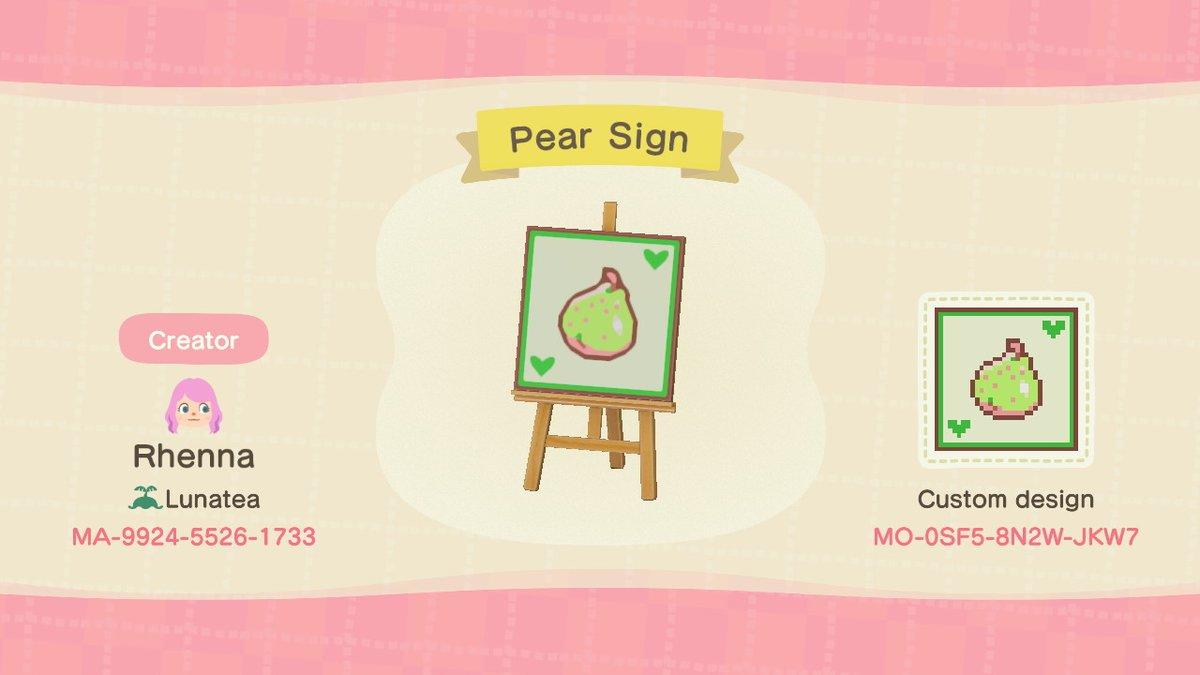 Pear Sign
Creator
Rhenna
Lunatea
MA-9924-5526-1733
Custom design
MO-0SF5-8N2W-JKW7